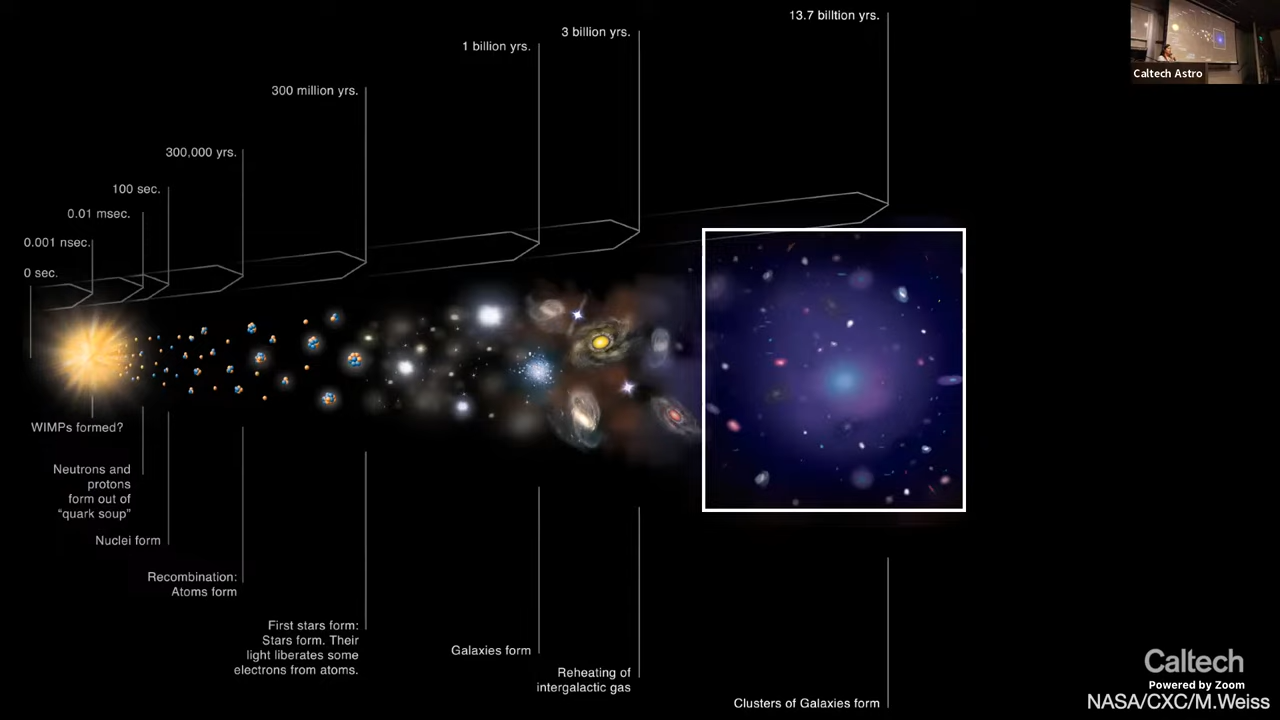 13.7 billtion yrs.
3 billion yrs.
1 billion yrs.
300 million yrs.
300,000 yrs.
100 sec.
0.01 msec.
0.001 nsec.
0 sec.
Caltech Astro
WIMPs formed?
Neutrons and
protons
form out of
“quark soup”
Nuclei form
Recombination:
Atoms form
First stars form:
Stars form. Their
light liberates some
electrons from atoms.
Galaxies form
Reheating of
intergalactic gas
Clusters of Galaxies form
Caltech
Powered by Zoom
NASA/CXC/M.Weiss